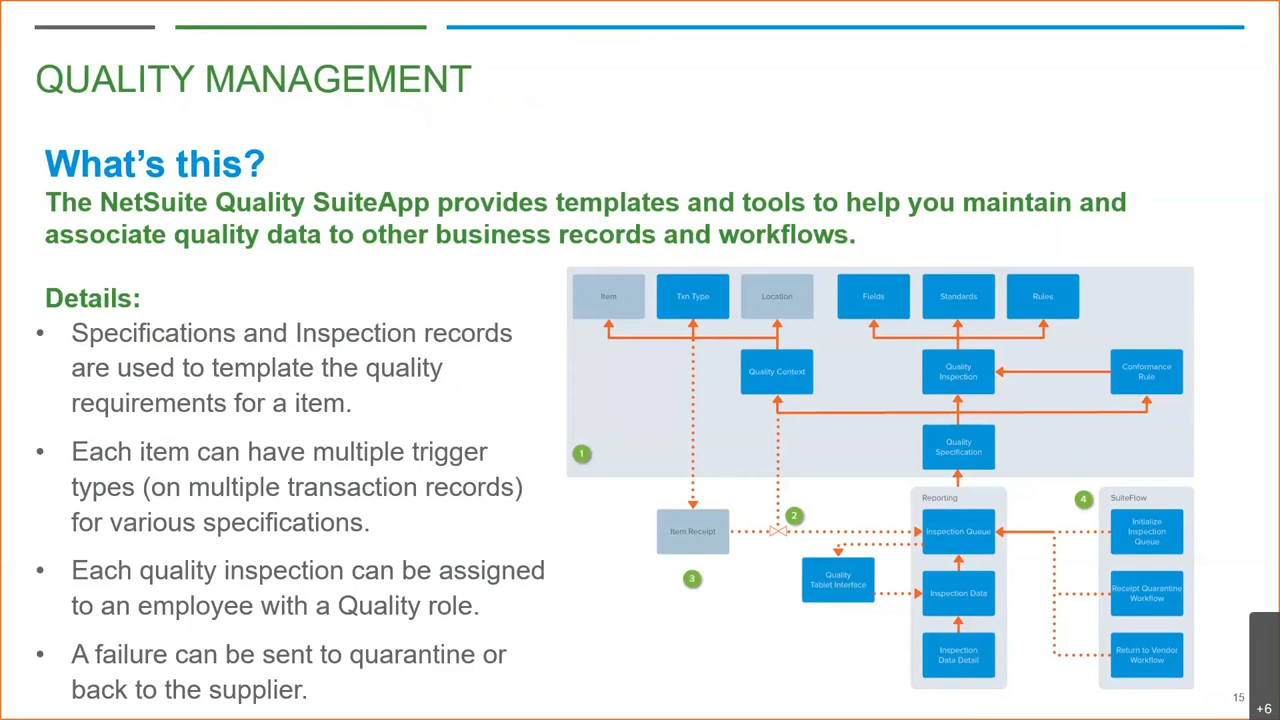 QUALITY MANAGEMENT
What's this?
The NetSuite Quality SuiteApp provides templates and tools to help you maintain and
associate quality data to other business records and workflows.
Details:
• Specifications and Inspection records
are used to template the quality
requirements for a item.
• Each item can have multiple trigger
types (on multiple transaction records)
for various specifications.
• Each quality inspection can be assigned
to an employee with a Quality role.
• A failure can be sent to quarantine or
back to the supplier.
Item
Txn Type
Location
Fields
Standards
Rules
Quality Context
Quality
Inspection
Conformance
Rule
Quality
Specification
1
Reporting
4
SuiteFlow
Item Receipt
2
Inspection Queue
Initialize
Inspection
Queue
3
Quality
Tablet Interface
Inspection Data
Receipt Quarantine
Workflow
Inspection
Data Detail
Return to Vendor
Workflow
15
+6